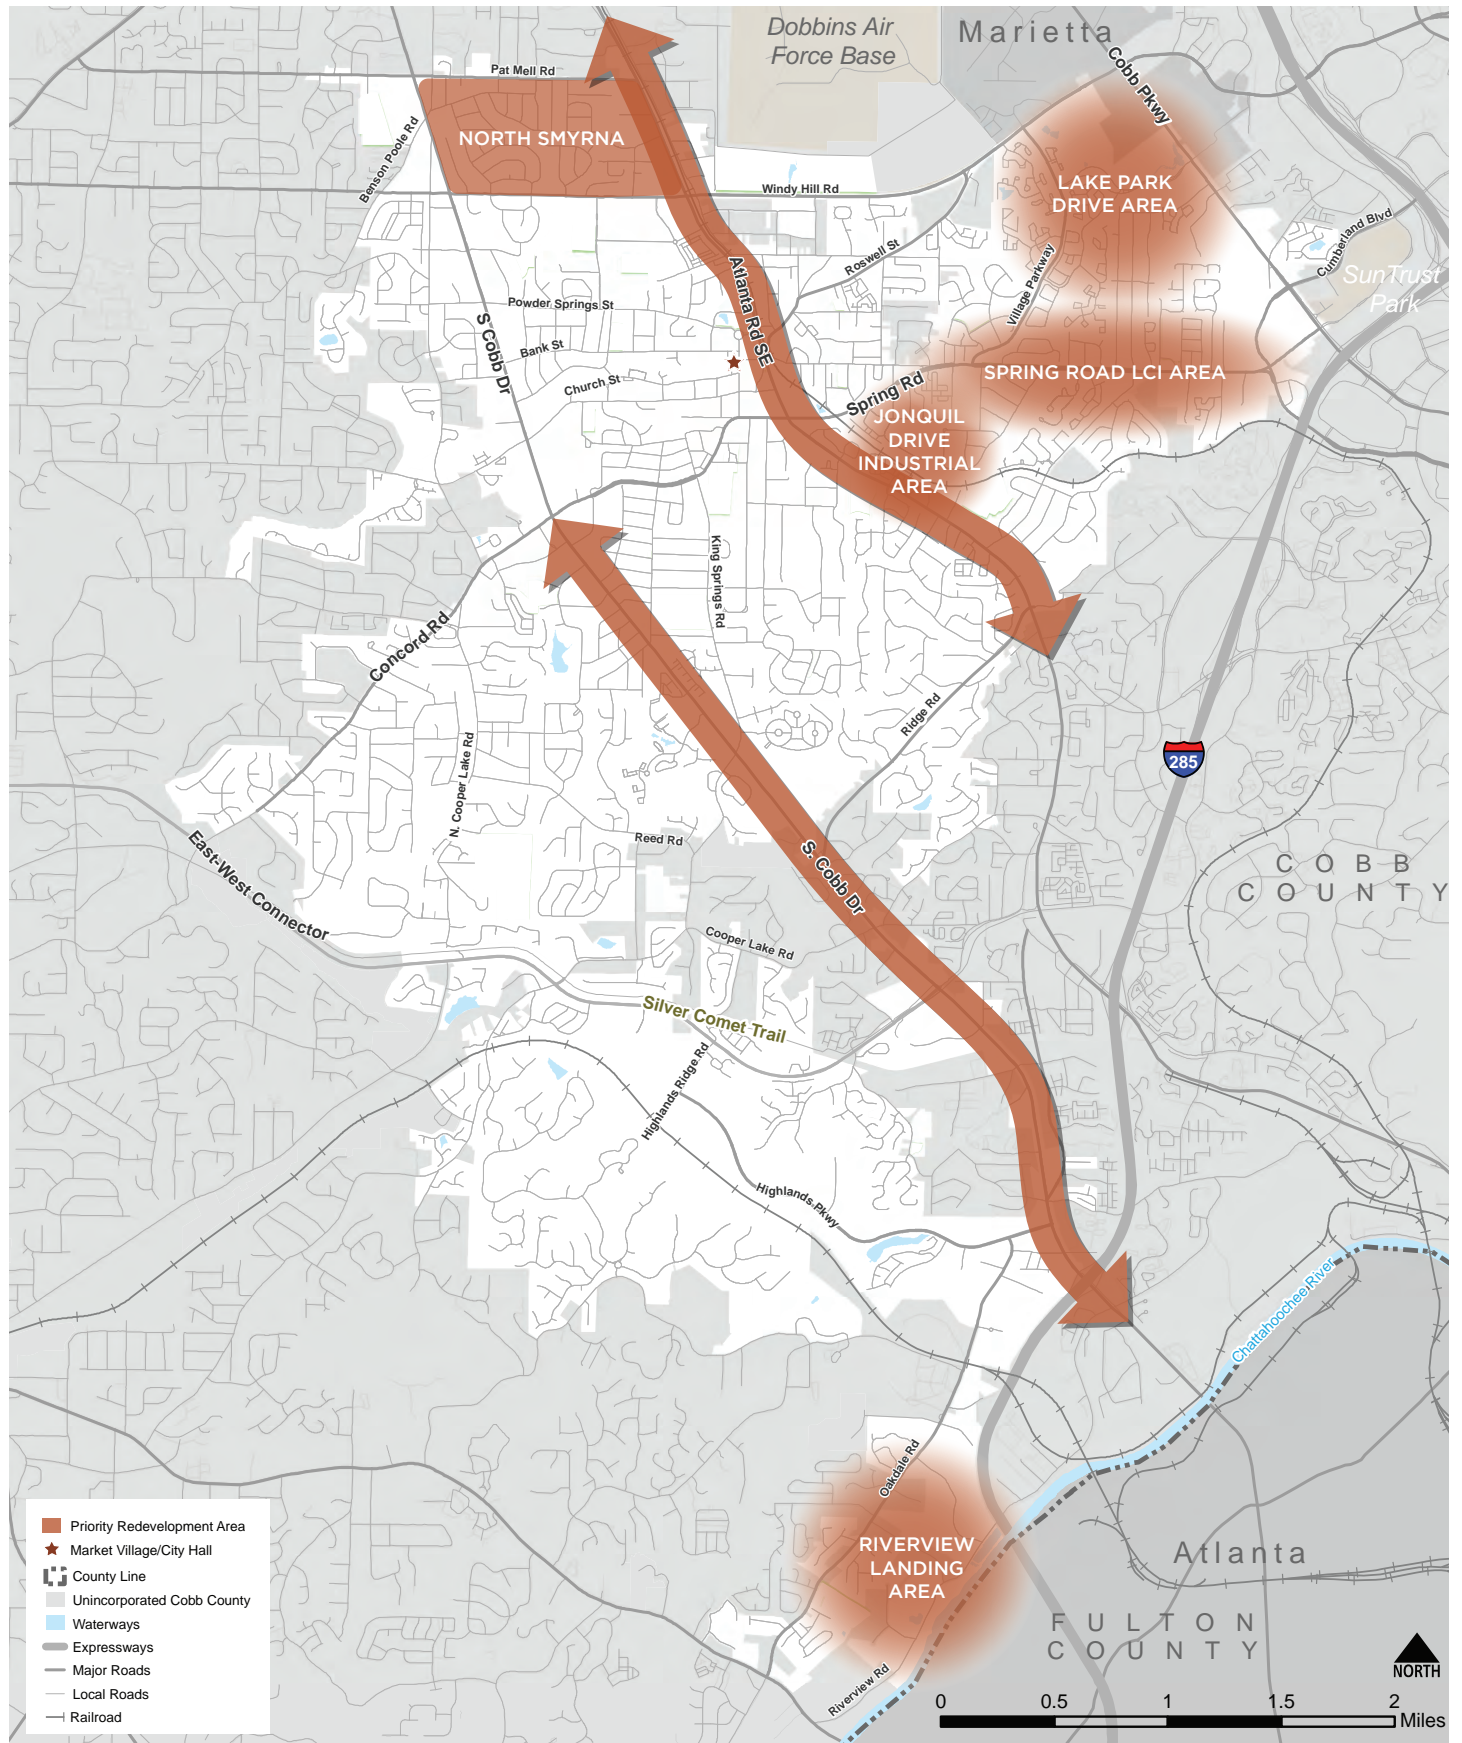 Dobbins Air
Force Base
Marietta
Cobb Pkwy
Pat Mell Rd
Benson Poole Rd
NORTH SMYRNA
Windy Hill Rd
LAKE PARK
DRIVE AREA
Cumberland Blvd
SunTrust
Park
Roswell St
Village Parkway
Atlanta Rd SE
Powder Springs St
S Cobb Dr
Bank St
Church St
Spring Rd
SPRING ROAD LCI AREA
JONQUIL
DRIVE
INDUSTRIAL
AREA
King Springs Rd
Concord Rd
Ridge Rd
N. Cooper Lake Rd
285
Reed Rd
S. Cobb Dr
East-West Connector
COBB
COUNTY
Cooper Lake Rd
Silver Comet Trail
Highlands Ridge Rd
Highlands Pkwy
Chattahoochee River
Oakdale Rd
RIVERVIEW
LANDING
AREA
Riverview Rd
Atlanta
FULTON
COUNTY
Priority Redevelopment Area
Market Village/City Hall
County Line
Unincorporated Cobb County
Waterways
Expressways
Major Roads
Local Roads
Railroad
NORTH
0 0.5 1 1.5 2
Miles